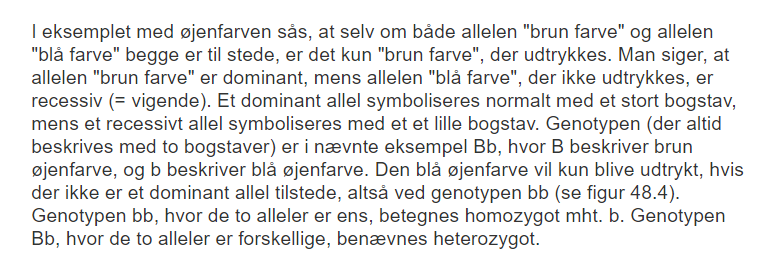 I eksemplet med øjenfarven sås, at selv om både allelen "brun farve" og allelen
"blå farve" begge er til stede, er det kun "brun farve", der udtrykkes. Man siger, at
allelen "brun farve" er dominant, mens allelen "blå farve", der ikke udtrykkes, er
recessiv (= vigende). Et dominant allel symboliseres normalt med et stort bogstav,
mens et recessivt allel symboliseres med et et lille bogstav. Genotypen (der altid
beskrives med to bogstaver) er i nævnte eksempel Bb, hvor B beskriver brun
øjenfarve, og b beskriver blå øjenfarve. Den blå øjenfarve vil kun blive udtrykt, hvis
der ikke er et dominant allel tilstede, altså ved genotypen bb (se figur 48.4).
Genotypen bb, hvor de to alleler er ens, betegnes homozygot mht. b. Genotypen
Bb, hvor de to alleler er forskellige, benævnes heterozygot.